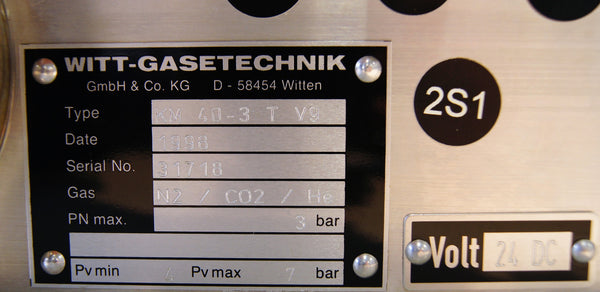 WITT-GASETECHNIK
GmbH & Co. KG D - 58454 Witten
Type KM 40-3 T V9
Date 1998
Serial No. 31718
Gas N2 / CO2 / He
PN max. 3 bar
Pv min 4 Pv max 7 bar
2S1
Volt 24 DC